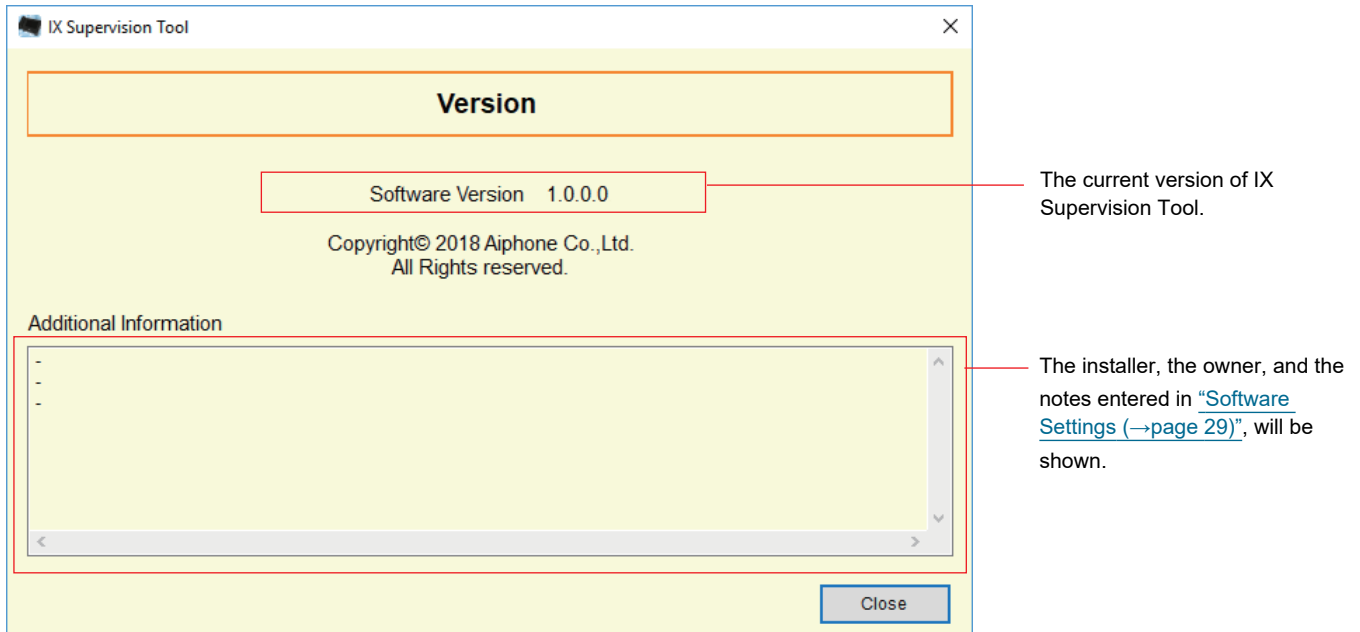 IX Supervision Tool
Version
Software Version 1.0.0.0
Copyright© 2018 Aiphone Co.,Ltd.
All Rights reserved.
Additional Information
-
-
-
Close
The current version of IX
Supervision Tool.
The installer, the owner, and the
notes entered in “Software
Settings (→page 29)”, will be
shown.